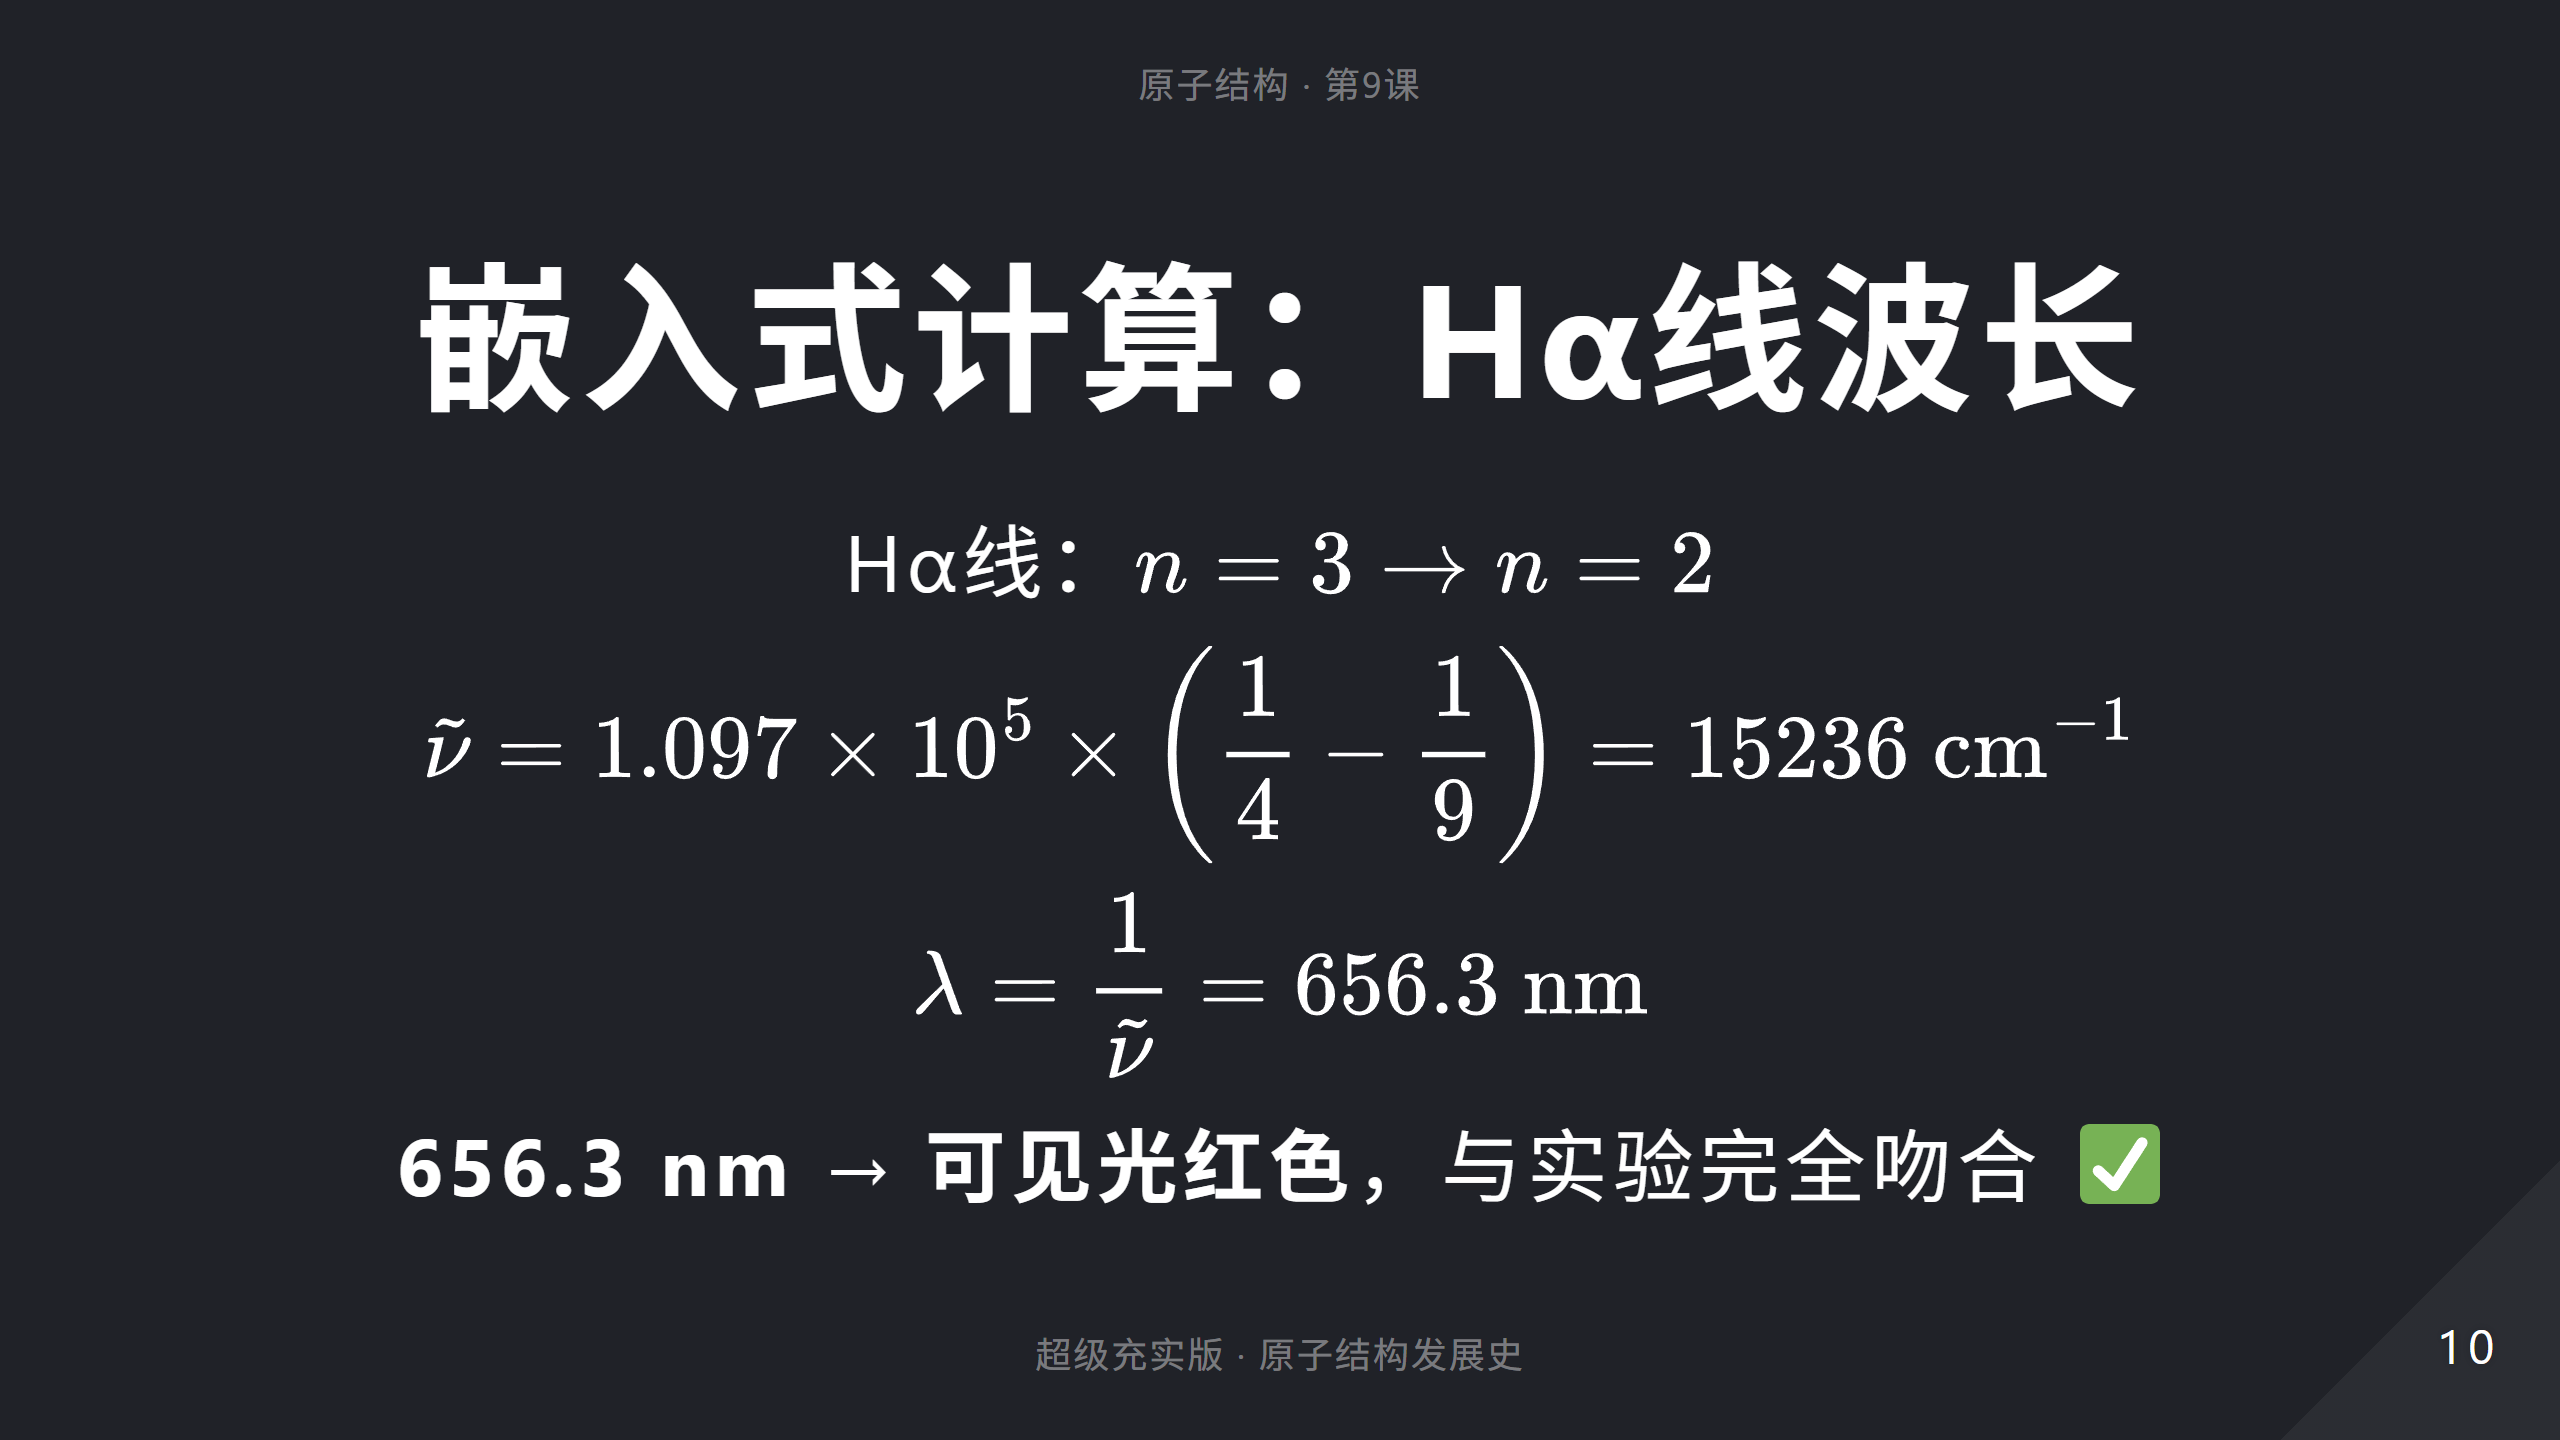 原子结构 · 第9课
嵌入式计算：Hα线波长
Hα线：n = 3 → n = 2
ν̃ = 1.097 × 10⁵ × (1/4 − 1/9) = 15236 cm⁻¹
λ = 1/ν̃ = 656.3 nm
656.3 nm → 可见光红色，与实验完全吻合 ✅
超级充实版 · 原子结构发展史
10